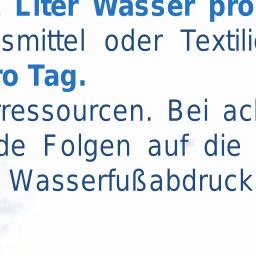 Liter Wasser pro
smittel oder Textili
ro Tag.
rressourcen. Bei ac
de Folgen auf die
Wasserfußabdruck